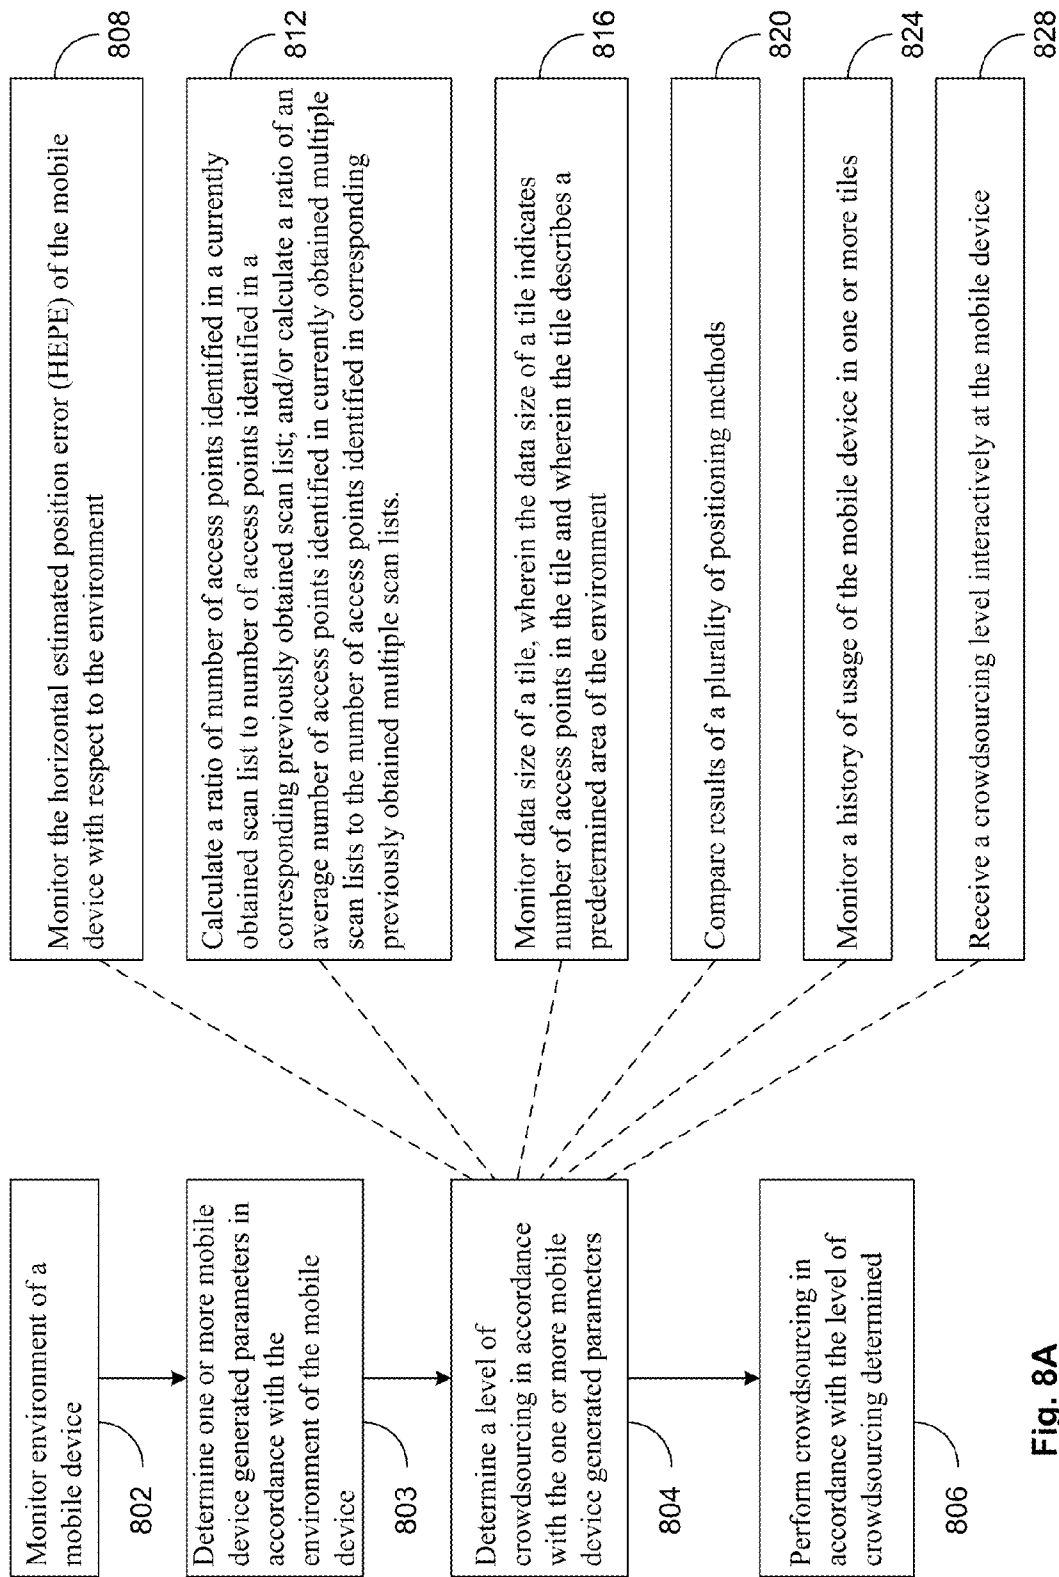 Monitor environment of a
mobile device
802
Determine one or more mobile
device generated parameters in
accordance with the
environment of the mobile
device
803
Determine a level of
crowdsourcing in accordance
with the one or more mobile
device generated parameters
804
Perform crowdsourcing in
accordance with the level of
crowdsourcing determined
806
Monitor the horizontal estimated position error (HEPE) of the mobile
device with respect to the environment
808
Calculate a ratio of number of access points identified in a currently
obtained scan list to number of access points identified in a
corresponding previously obtained scan list; and/or calculate a ratio of an
average number of access points identified in currently obtained multiple
scan lists to the number of access points identified in corresponding
previously obtained multiple scan lists.
812
Monitor data size of a tile, wherein the data size of a tile indicates
number of access points in the tile and wherein the tile describes a
predetermined area of the environment
816
Compare results of a plurality of positioning methods
820
Monitor a history of usage of the mobile device in one or more tiles
824
Receive a crowdsourcing level interactively at the mobile device
828
Fig. 8A